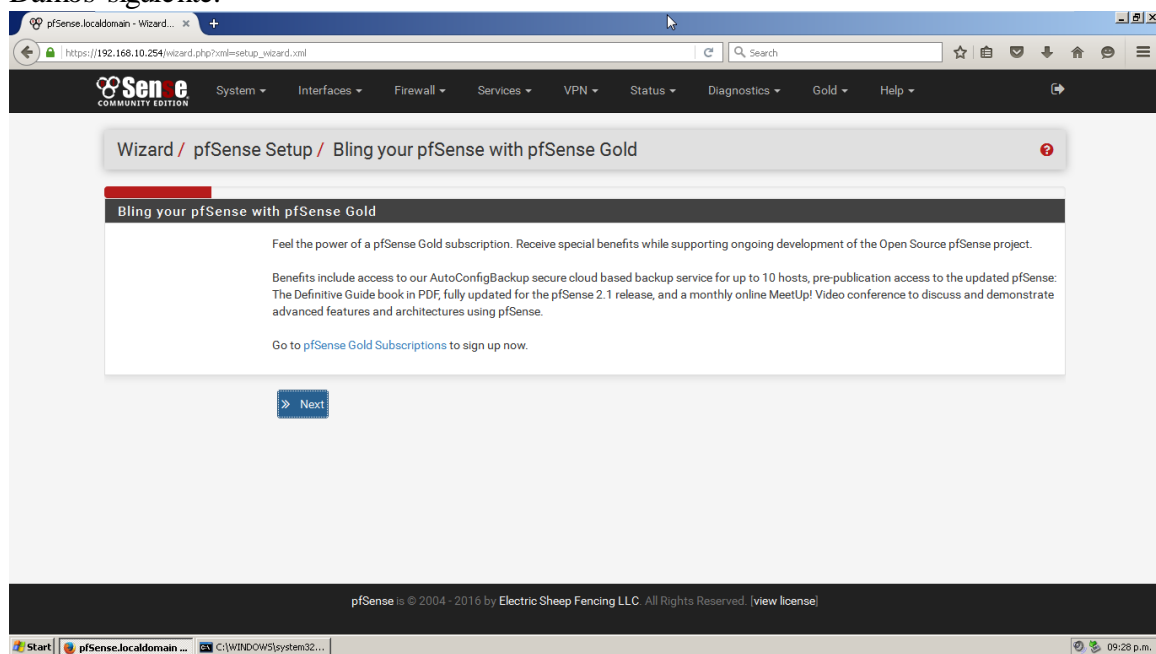 Damos siguiente.
pfSense.localdomain - Wizard... × +
https://192.168.10.254/wizard.php?xml=setup_wizard.xml
Search
Sense
COMMUNITY EDITION
System Interfaces Firewall Services VPN Status Diagnostics Gold Help
Wizard / pfSense Setup / Bling your pfSense with pfSense Gold
Bling your pfSense with pfSense Gold
Feel the power of a pfSense Gold subscription. Receive special benefits while supporting ongoing development of the Open Source pfSense project.
Benefits include access to our AutoConfigBackup secure cloud based backup service for up to 10 hosts, pre-publication access to the updated pfSense:
The Definitive Guide book in PDF, fully updated for the pfSense 2.1 release, and a monthly online MeetUp! Video conference to discuss and demonstrate
advanced features and architectures using pfSense.
Go to pfSense Gold Subscriptions to sign up now.
» Next
pfSense is © 2004 - 2016 by Electric Sheep Fencing LLC. All Rights Reserved. [view license]
Start pfSense.localdomain ... C:\WINDOWS\system32... 09:28 p.m.